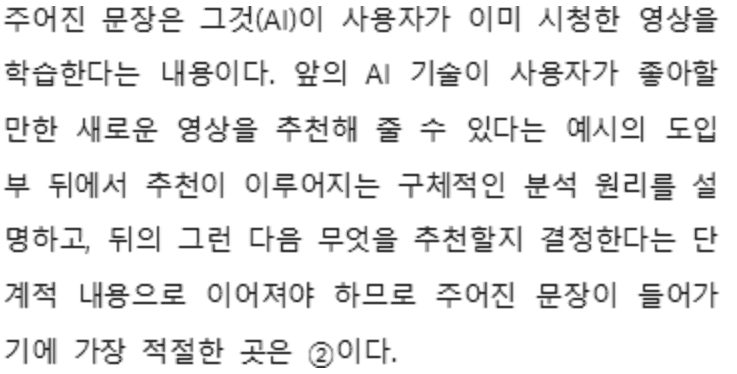 주어진 문장은 그것(AI)이 사용자가 이미 시청한 영상을
학습한다는 내용이다. 앞의 AI 기술이 사용자가 좋아할
만한 새로운 영상을 추천해 줄 수 있다는 예시의 도입
부 뒤에서 추천이 이루어지는 구체적인 분석 원리를 설
명하고, 뒤의 그런 다음 무엇을 추천할지 결정한다는 단
계적 내용으로 이어져야 하므로 주어진 문장이 들어가
기에 가장 적절한 곳은 ②이다.